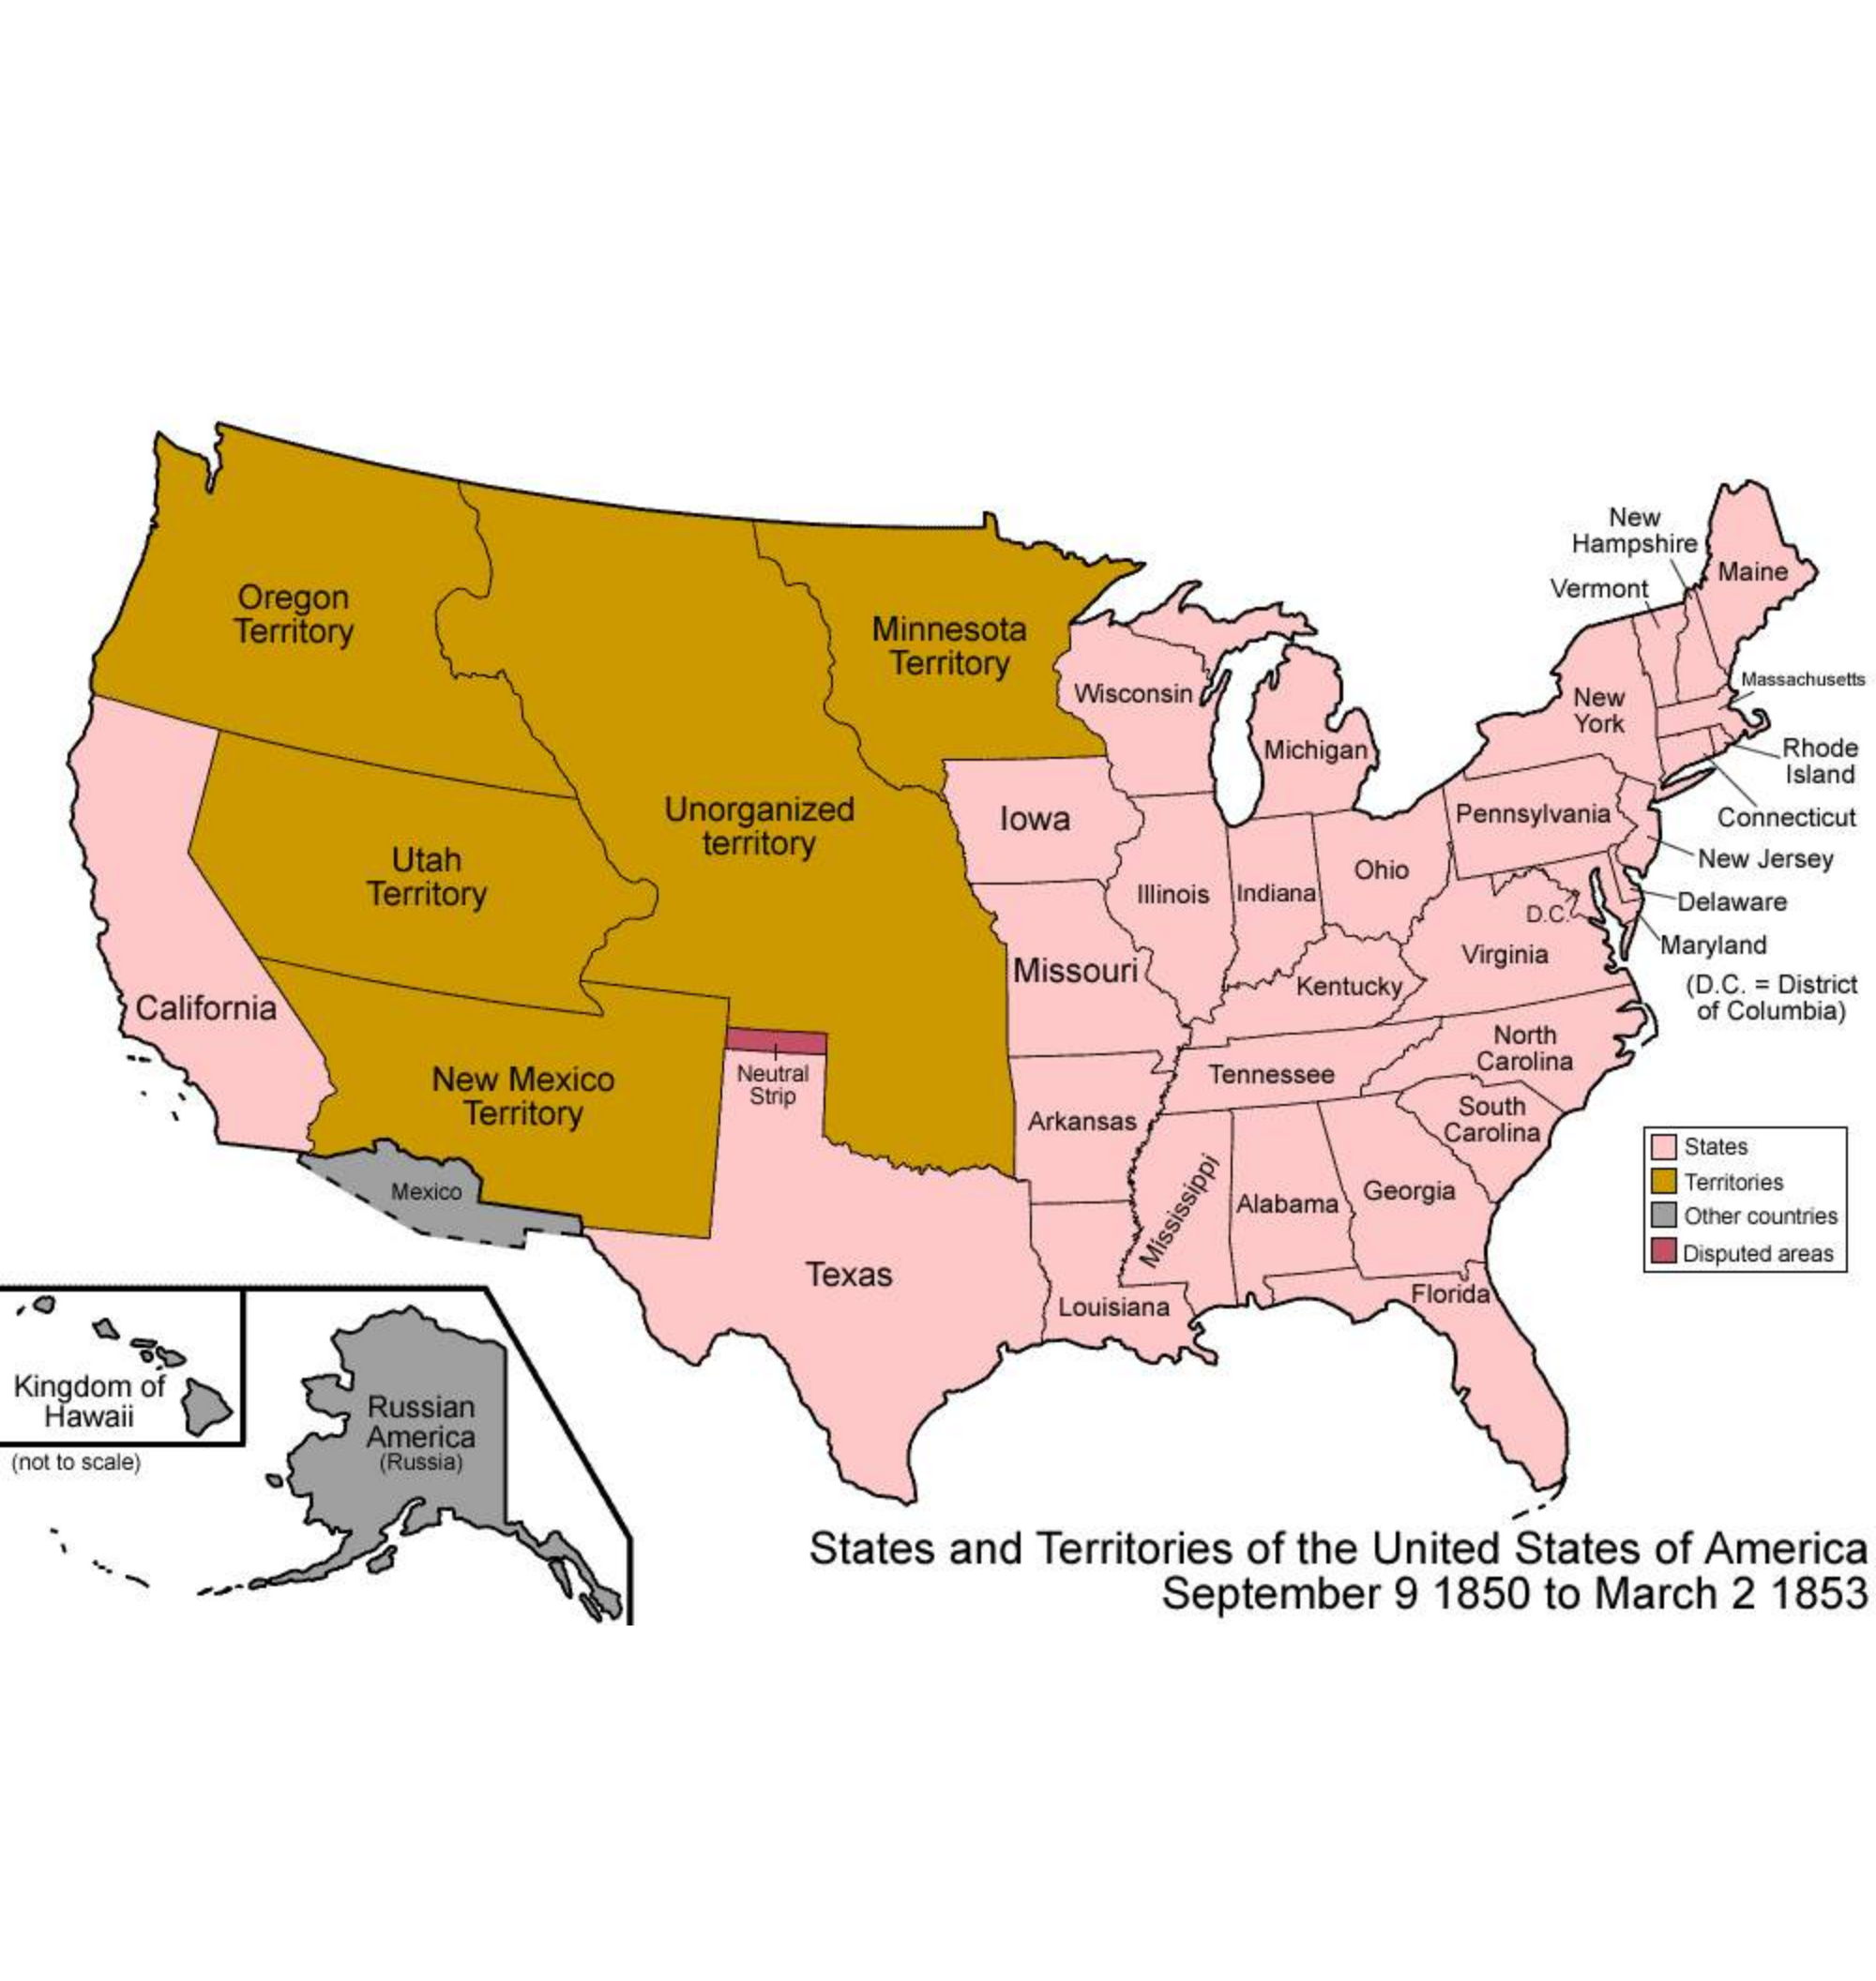 New
Hampshire
Maine
Vermont
Oregon
Territory
Minnesota
Territory
Wisconsin
Massachusetts
New
York
Michigan
Rhode
Island
Unorganized
territory
Iowa
Pennsylvania
Connecticut
Utah
Territory
Ohio
New Jersey
Illinois
Indiana
Delaware
D.C.
Maryland
Virginia
Missouri
Kentucky
(D.C. = District
of Columbia)
California
North
Carolina
New Mexico
Territory
Neutral
Strip
Tennessee
South
Carolina
Arkansas
States
Territories
Other countries
Disputed areas
Mexico
Mississippi
Alabama
Georgia
Texas
Louisiana
Florida
Kingdom of
Hawaii
(not to scale)
Russian
America
(Russia)
States and Territories of the United States of America
September 9 1850 to March 2 1853